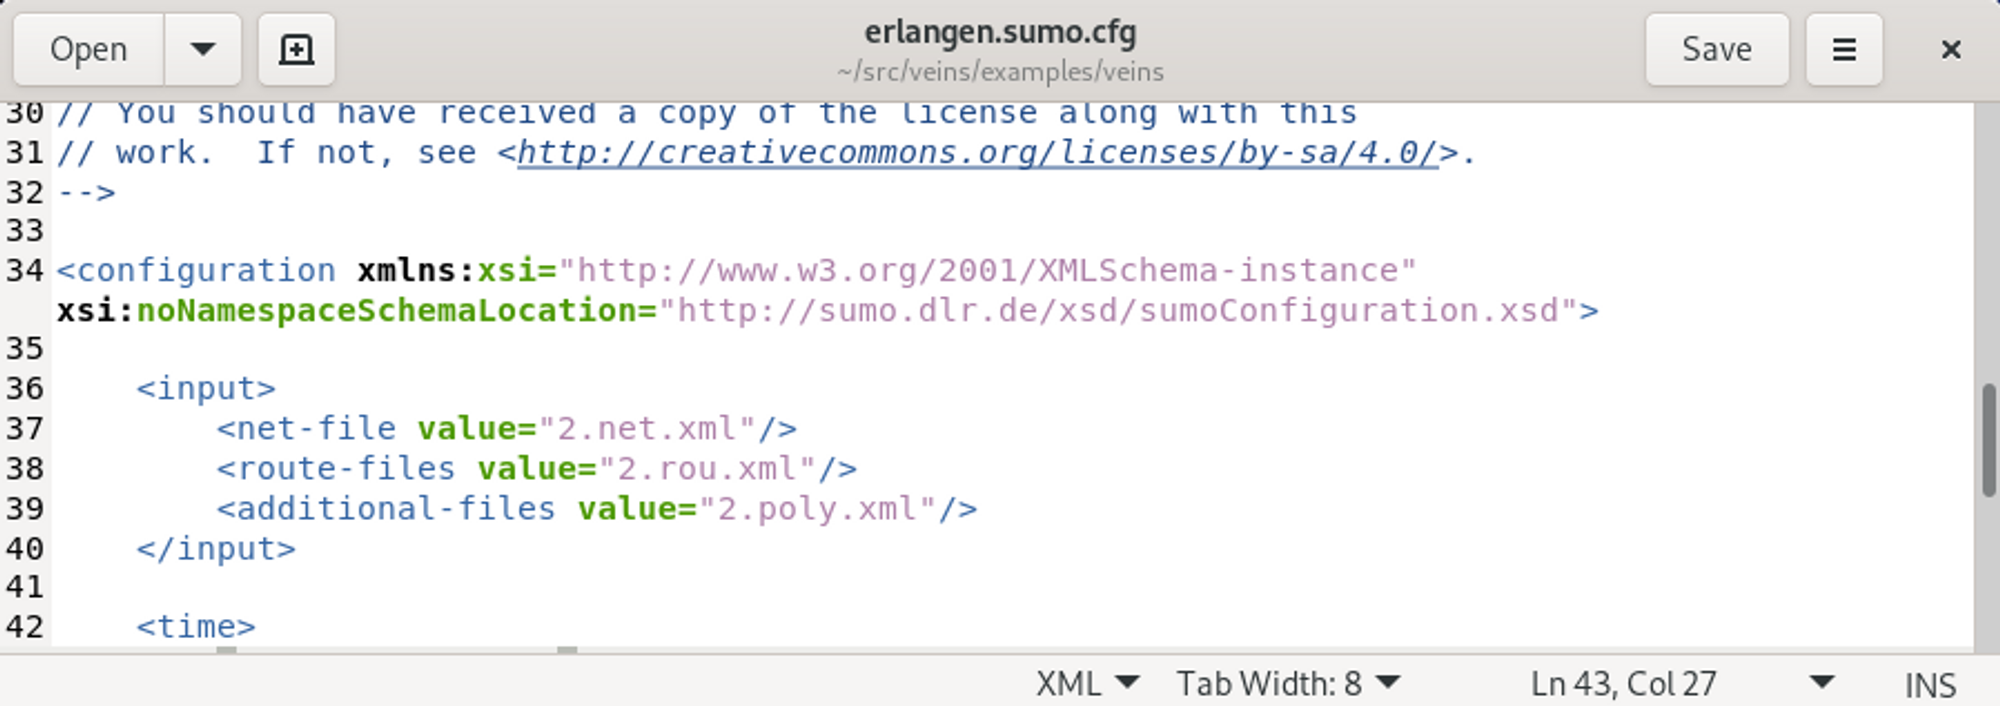 Open
erlangen.sumo.cfg
~/src/veins/examples/veins
Save
30 // You should have received a copy of the license along with this
31 // work.  If not, see <http://creativecommons.org/licenses/by-sa/4.0/>.
32 -->
33
34 <configuration xmlns:xsi="http://www.w3.org/2001/XMLSchema-instance"
xsi:noNamespaceSchemaLocation="http://sumo.dlr.de/xsd/sumoConfiguration.xsd">
35
36     <input>
37         <net-file value="2.net.xml"/>
38         <route-files value="2.rou.xml"/>
39         <additional-files value="2.poly.xml"/>
40     </input>
41
42     <time>
XML Tab Width: 8 Ln 43, Col 27 INS